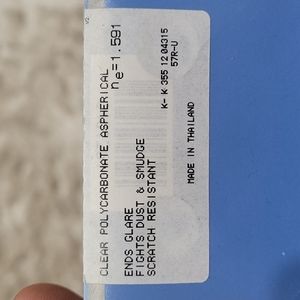 CLEAR POLYCARBONATE ASPHERICAL
ne=1.591
ENDS GLARE
FIGHTS DUST & SMUDGE
SCRATCH RESISTANT
K- K 355 12 04315
57R-U
MADE IN THAILAND